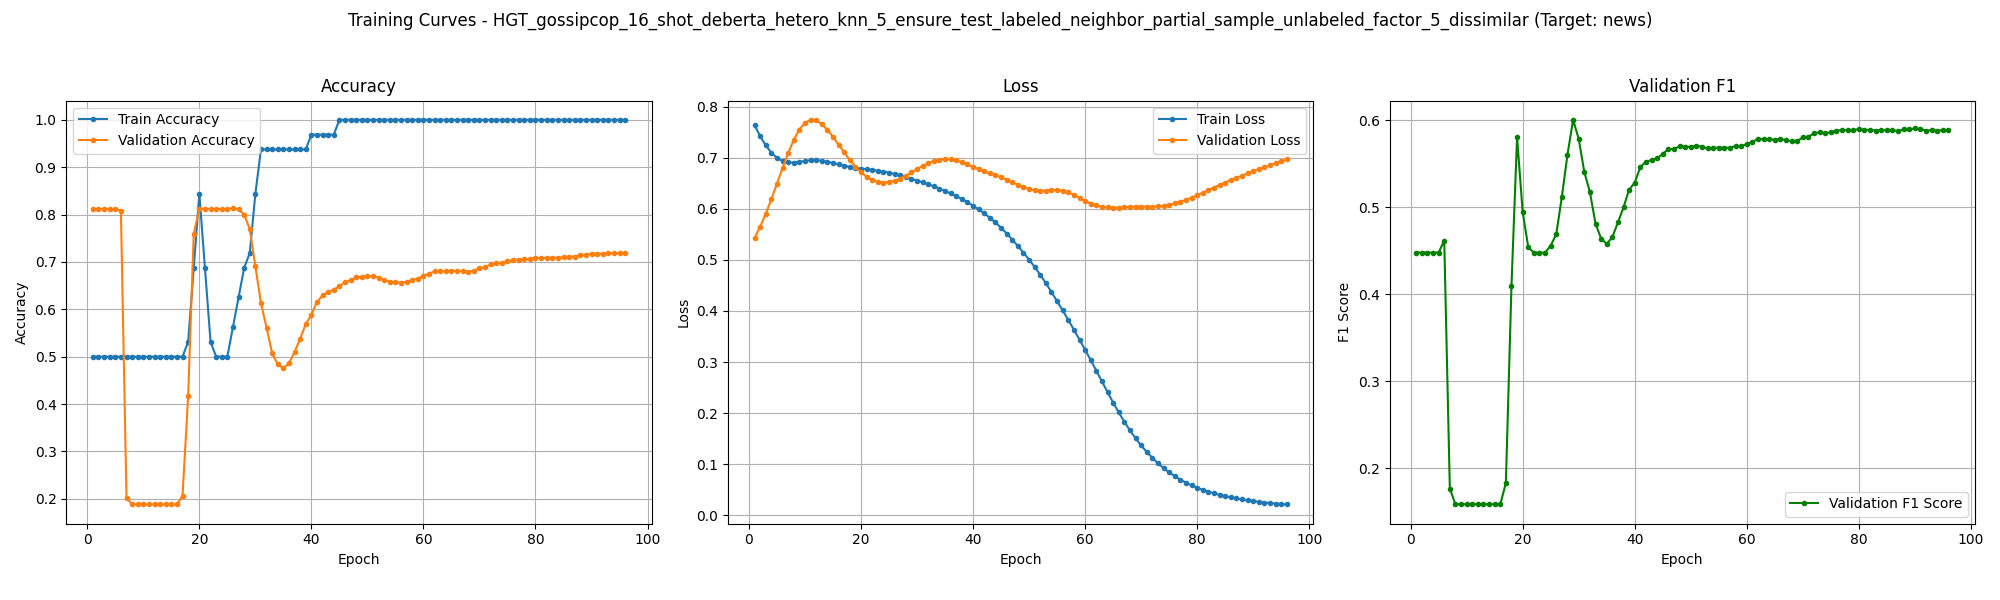 Training Curves - HGT_gossipcop_16_shot_deberta_hetero_knn_5_ensure_test_labeled_neighbor_partial_sample_unlabeled_factor_5_dissimilar (Target: news)
Accuracy
Train Accuracy
Validation Accuracy
1.0
0.9
0.8
0.7
0.6
0.5
0.4
0.3
0.2
Accuracy
0 20 40 60 80 100
Epoch
Loss
Train Loss
Validation Loss
0.8
0.7
0.6
0.5
0.4
0.3
0.2
0.1
0.0
Loss
0 20 40 60 80 100
Epoch
Validation F1
0.6
0.5
0.4
0.3
0.2
F1 Score
Validation F1 Score
0 20 40 60 80 100
Epoch